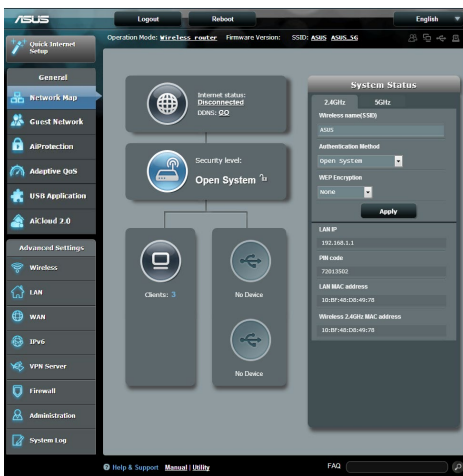 ASUS
Logout
Reboot
English
Quick Internet
Setup
Operation Mode: Wireless router Firmware Version: SSID: ASUS ASUS_5G
General
Network Map
Guest Network
AiProtection
Adaptive QoS
USB Application
AiCloud 2.0
Advanced Settings
Wireless
LAN
WAN
IPv6
VPN Server
Firewall
Administration
System Log
Internet status:
Disconnected
DDNS: GO
Security level:
Open System
Clients: 3
No Device
No Device
System Status
2.4GHz
5GHz
Wireless name(SSID)
ASUS
Authentication Method
Open System
WEP Encryption
None
Apply
LAN IP
192.168.1.1
PIN code
72013502
LAN MAC address
10:BF:48:D8:49:78
Wireless 2.4GHz MAC address
10:BF:48:D8:49:78
Help & Support Manual | Utility
FAQ